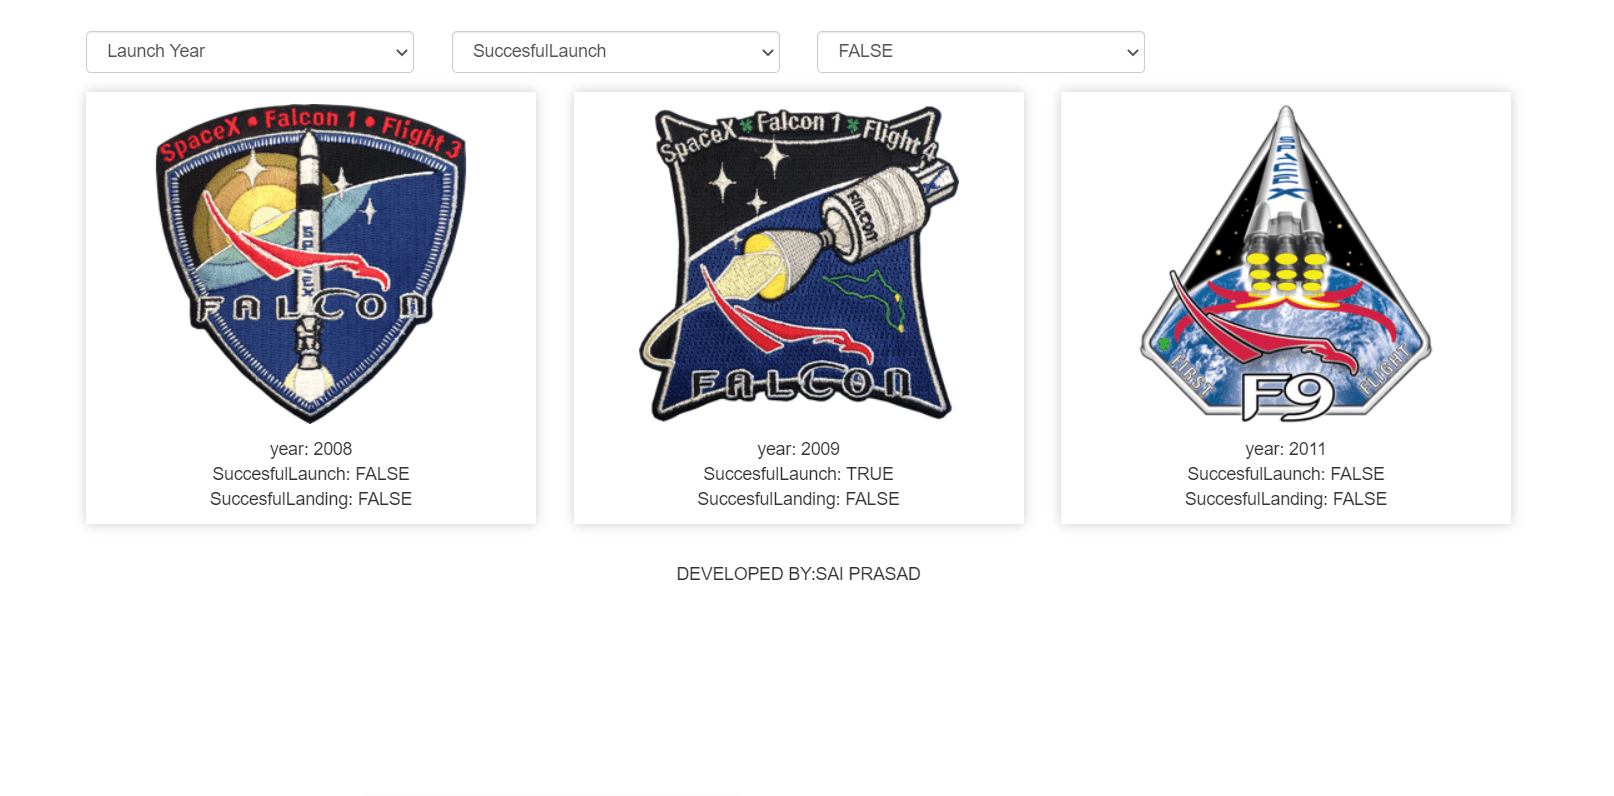 Launch Year
SuccesfulLaunch
FALSE
SpaceX • Falcon 1 • Flight 3
SPACEX
FALCON
year: 2008
SuccesfulLaunch: FALSE
SuccesfulLanding: FALSE
SpaceX Falcon 1 Flight 4
FALCON
FALCON
year: 2009
SuccesfulLaunch: TRUE
SuccesfulLanding: FALSE
SPACEX
FIRST FLIGHT
F9
year: 2011
SuccesfulLaunch: FALSE
SuccesfulLanding: FALSE
DEVELOPED BY:SAI PRASAD